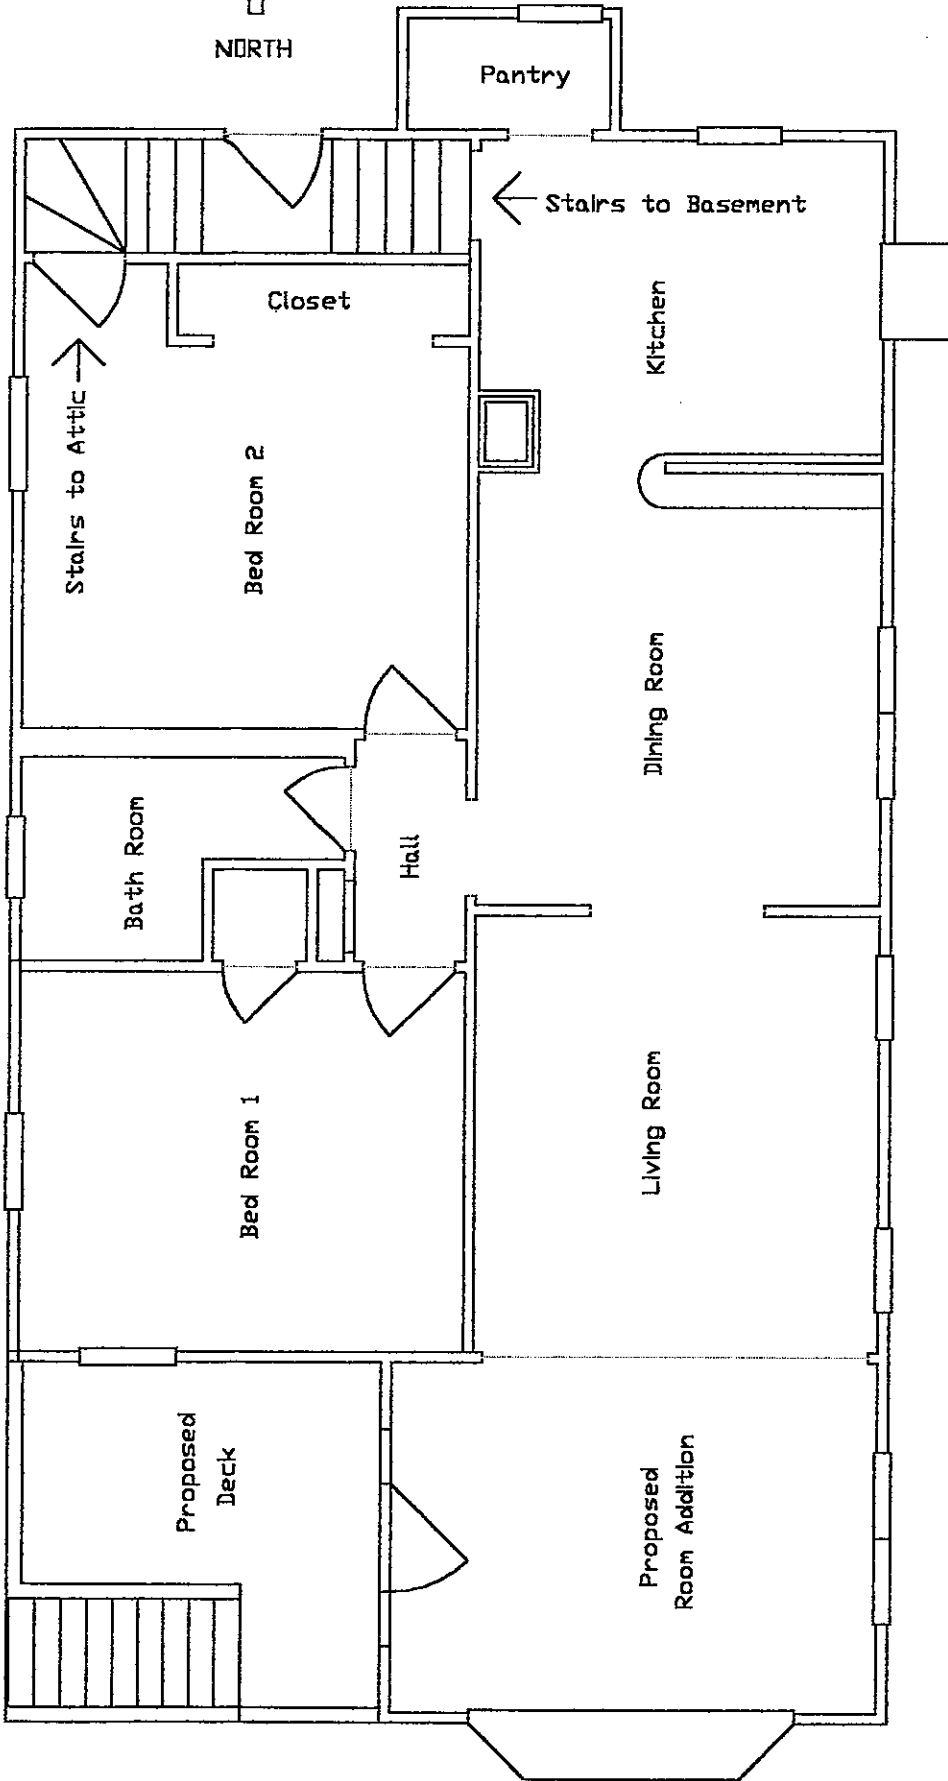 NORTH
Pantry
Stairs to Basement
Closet
Kitchen
Stairs to Attic
Bed Room 2
Dining Room
Bath Room
Hall
Bed Room 1
Living Room
Proposed
Deck
Proposed
Room Addition